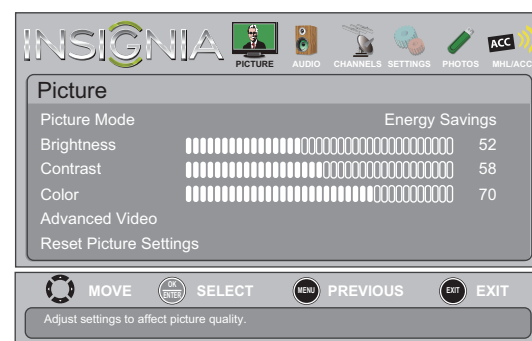 INSIGNIA
PICTURE AUDIO CHANNELS SETTINGS PHOTOS MHL/ACC
ACC
Picture
Picture Mode Energy Savings
Brightness 52
Contrast 58
Color 70
Advanced Video
Reset Picture Settings
MOVE OK ENTER SELECT MENU PREVIOUS EXIT EXIT
Adjust settings to affect picture quality.